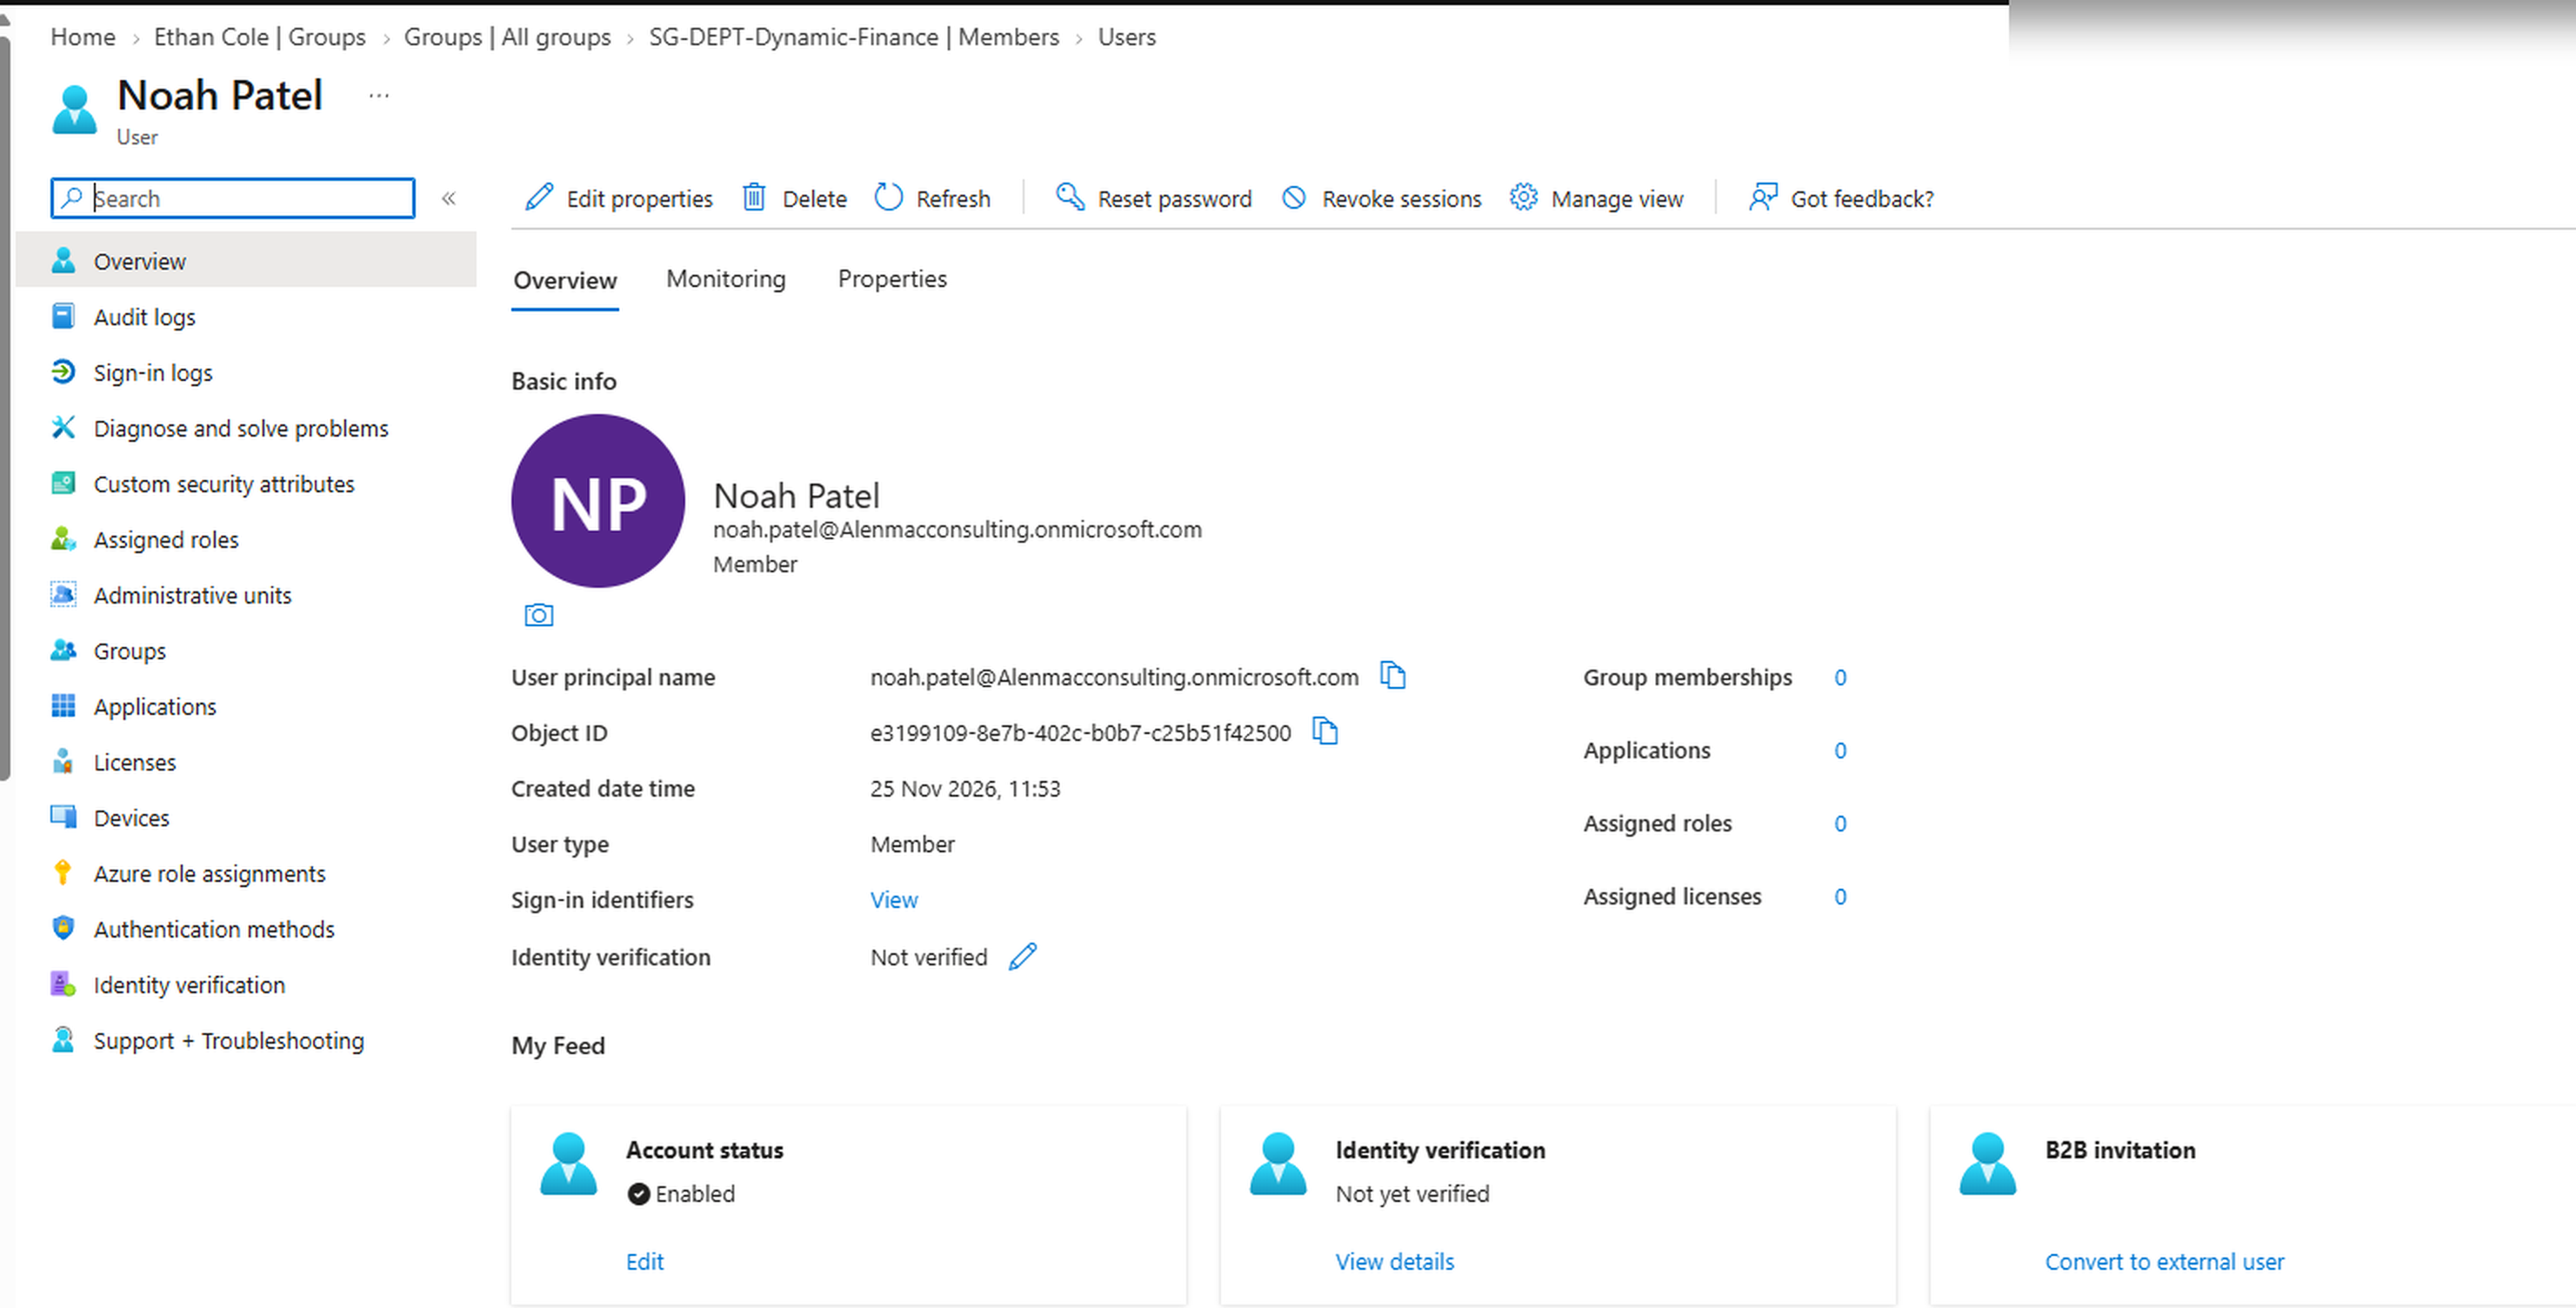 Home > Ethan Cole | Groups > Groups | All groups > SG-DEPT-Dynamic-Finance | Members > Users
Noah Patel ...
User
Search «
Edit properties Delete Refresh Reset password Revoke sessions Manage view Got feedback?
Overview
Audit logs
Sign-in logs
Diagnose and solve problems
Custom security attributes
Assigned roles
Administrative units
Groups
Applications
Licenses
Devices
Azure role assignments
Authentication methods
Identity verification
Support + Troubleshooting
Overview Monitoring Properties
Basic info
NP
Noah Patel
noah.patel@Alenmacconsulting.onmicrosoft.com
Member
User principal name noah.patel@Alenmacconsulting.onmicrosoft.com
Object ID e3199109-8e7b-402c-b0b7-c25b51f42500
Created date time 25 Nov 2026, 11:53
User type Member
Sign-in identifiers View
Identity verification Not verified
Group memberships 0
Applications 0
Assigned roles 0
Assigned licenses 0
My Feed
Account status
Enabled
Edit
Identity verification
Not yet verified
View details
B2B invitation
Convert to external user